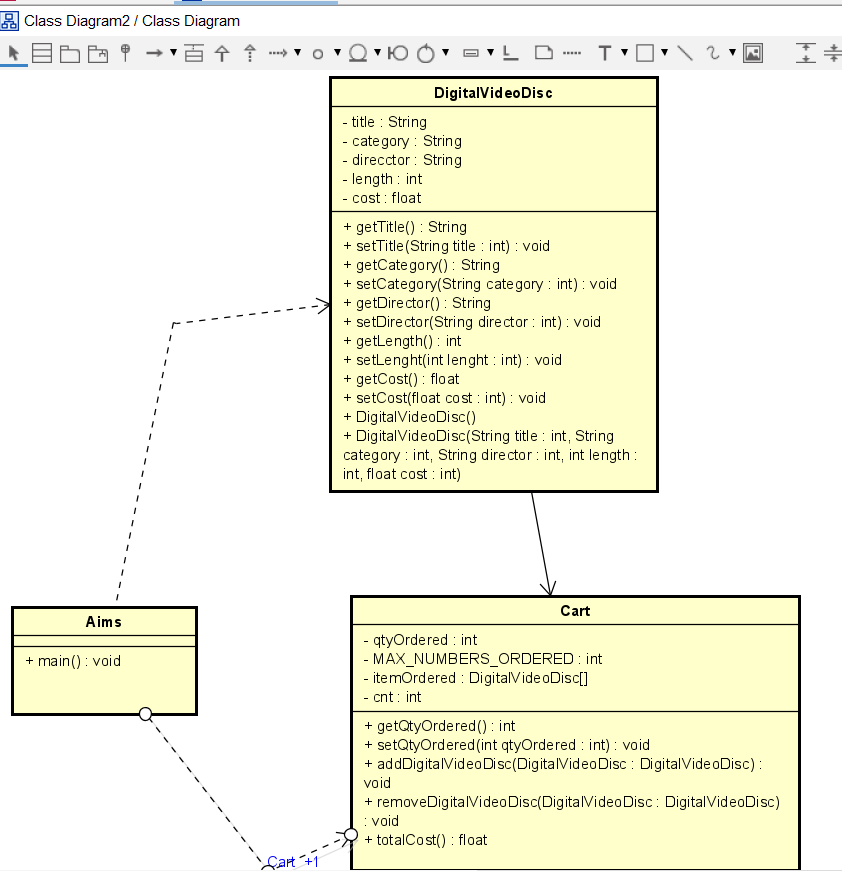 Class Diagram2 / Class Diagram
T
DigitalVideoDisc
- title : String
- category : String
- direcctor : String
- length : int
- cost : float
+ getTitle() : String
+ setTitle(String title : int) : void
+ getCategory() : String
+ setCategory(String category : int) : void
+ getDirector() : String
+ setDirector(String director : int) : void
+ getLength() : int
+ setLenght(int lenght : int) : void
+ getCost() : float
+ setCost(float cost : int) : void
+ DigitalVideoDisc()
+ DigitalVideoDisc(String title : int, String
category : int, String director : int, int length :
int, float cost : int)
Aims
+ main() : void
Cart
- qtyOrdered : int
- MAX_NUMBERS_ORDERED : int
- itemOrdered : DigitalVideoDisc[]
- cnt : int
+ getQtyOrdered() : int
+ setQtyOrdered(int qtyOrdered : int) : void
+ addDigitalVideoDisc(DigitalVideoDisc : DigitalVideoDisc) :
void
+ removeDigitalVideoDisc(DigitalVideoDisc : DigitalVideoDisc)
: void
+ totalCost() : float
Cart +1